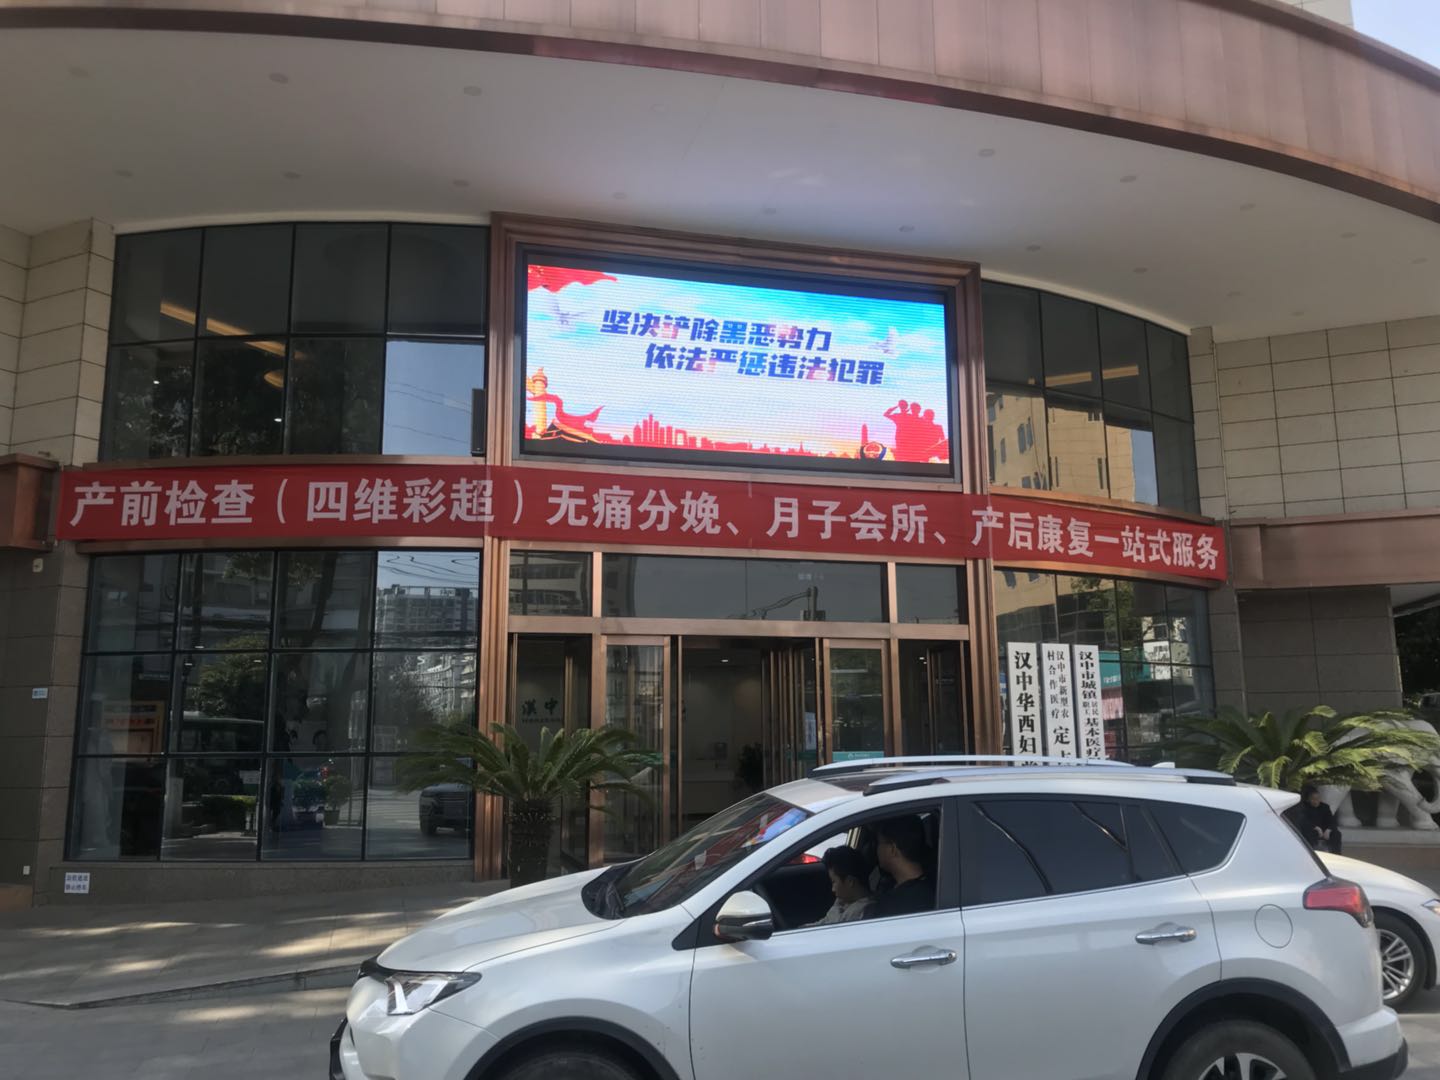 坚决铲除黑恶势力
依法严惩违法犯罪
产前检查（四维彩超）无痛分娩、月子会所、产后康复一站式服务
漢中
汉中华西妇
汉中市新型农
村合作医疗
定
汉中市城镇
居民
职工
基本医疗